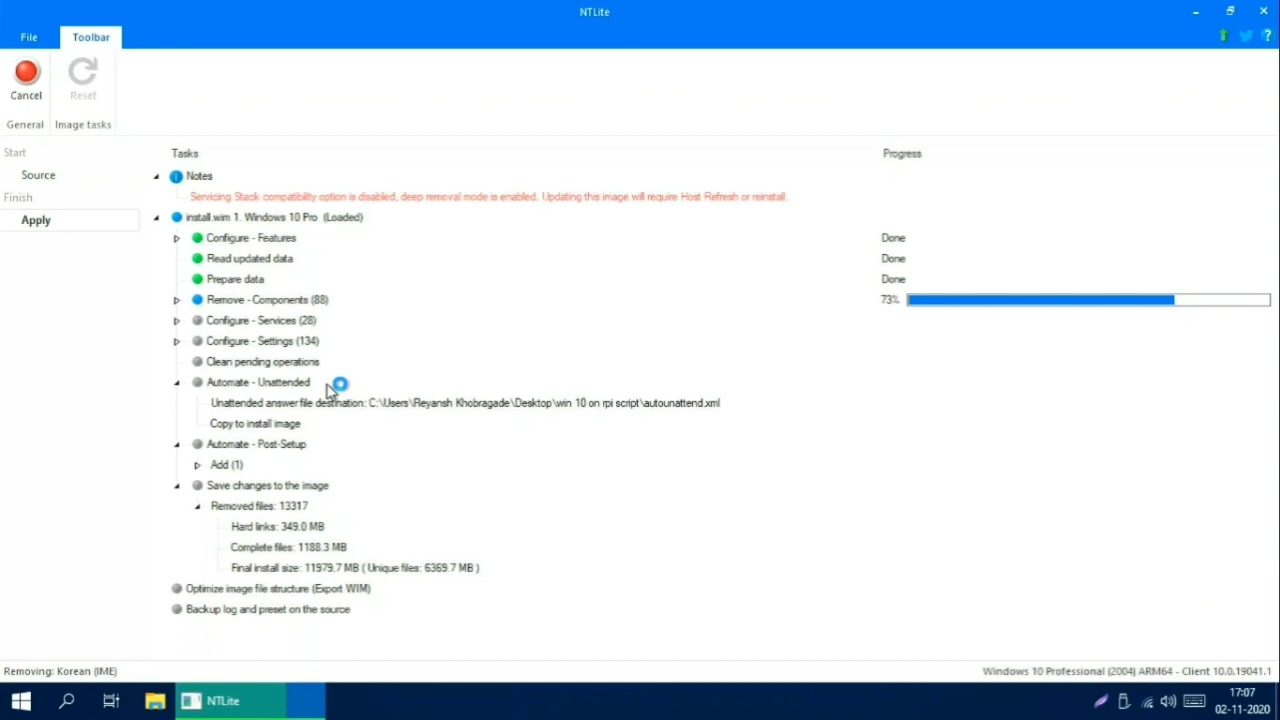 NTLite
File
Toolbar
Cancel
Reset
General
Image tasks
Start
Source
Finish
Apply
Tasks
Progress
Notes
Servicing Stack compatibility option is disabled, deep removal mode is enabled. Updating this image will require Host Refresh or reinstall.
install.wim 1. Windows 10 Pro (Loaded)
Configure - Features
Done
Read updated data
Done
Prepare data
Done
Remove - Components (88)
73%
Configure - Services (28)
Configure - Settings (134)
Clean pending operations
Automate - Unattended
Unattended answer file destination: C:\Users\Reyansh Khobragade\Desktop\win 10 on rpi script\autounattend.xml
Copy to install image
Automate - Post-Setup
Add (1)
Save changes to the image
Removed files: 13317
Hard links: 349.0 MB
Complete files: 1188.3 MB
Final install size: 11979.7 MB ( Unique files: 6369.7 MB )
Optimize image file structure (Export WIM)
Backup log and preset on the source
Removing: Korean (IME)
Windows 10 Professional (2004) ARM64 - Client 10.0.19041.1
NTLite
17:07
02-11-2020